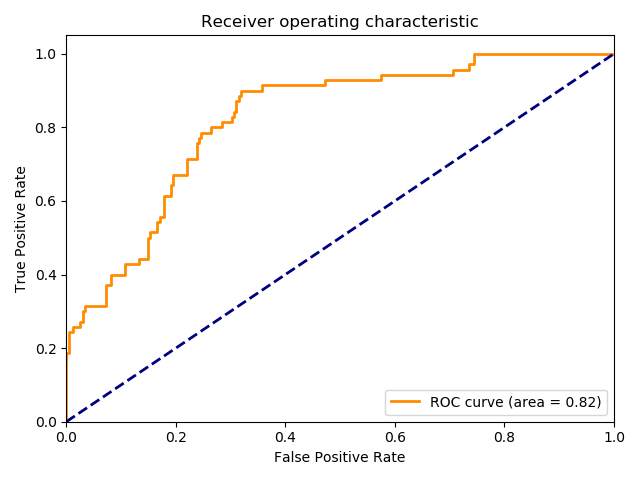 Receiver operating characteristic
1.0
0.8
0.6
0.4
0.2
0.0
True Positive Rate
ROC curve (area = 0.82)
0.0 0.2 0.4 0.6 0.8 1.0
False Positive Rate